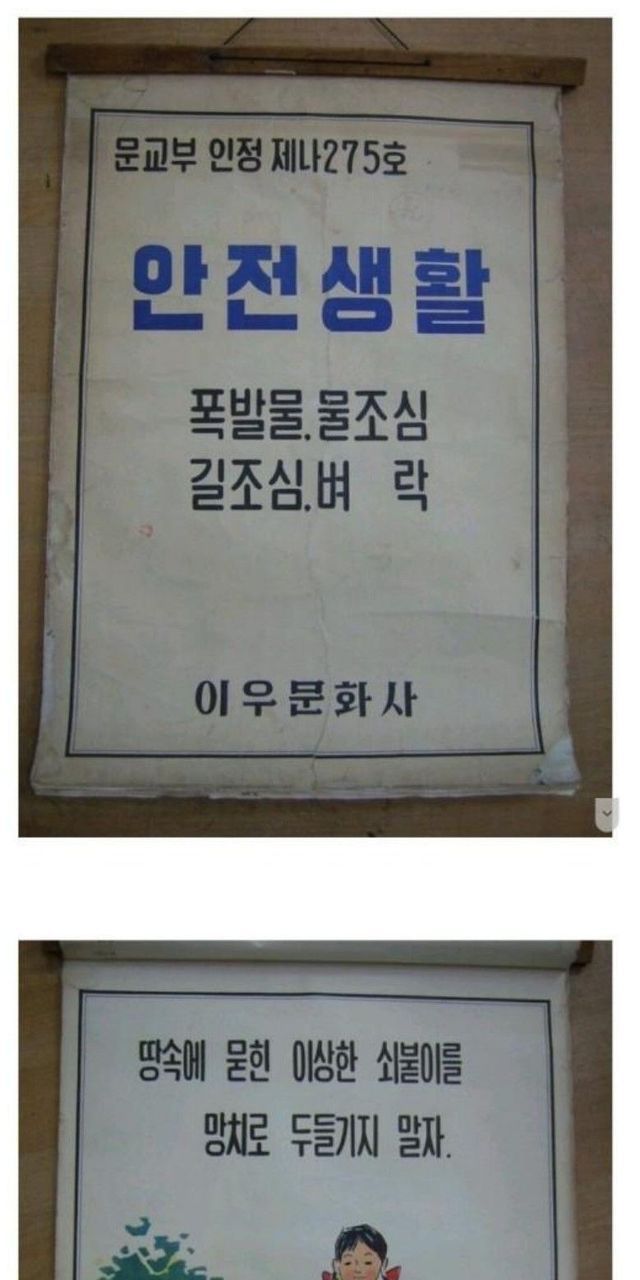 문교부 인정 제나275호
안전생활
폭발물.물조심
길조심.벼 락
이우문화사
땅속에 묻힌 이상한 쇠붙이를
망치로 두들기지 말자.